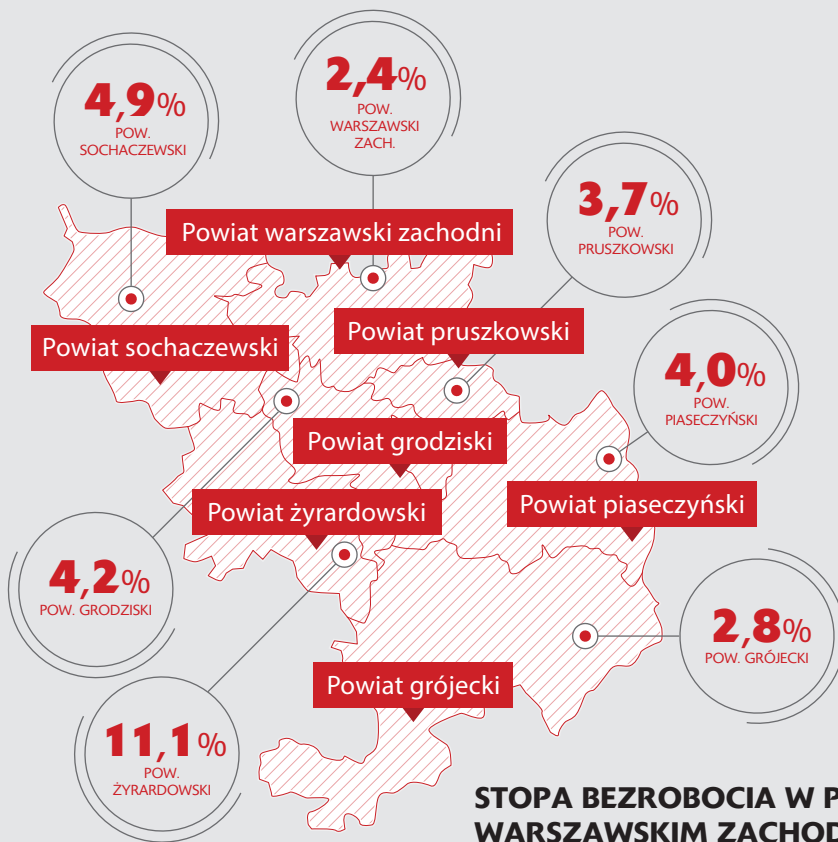 4,9%
POW.
SOCHACZEWSKI
2,4%
POW.
WARSZAWSKI
ZACH.
3,7%
POW.
PRUSZKOWSKI
Powiat warszawski zachodni
Powiat sochaczewski
Powiat pruszkowski
4,0%
POW.
PIASECZYŃSKI
Powiat grodziski
Powiat żyrardowski
Powiat piaseczyński
4,2%
POW. GRODZISKI
2,8%
POW. GRÓJECKI
Powiat grójecki
11,1%
POW.
ŻYRARDOWSKI
STOPA BEZROBOCIA W
WARSZAWSKIM